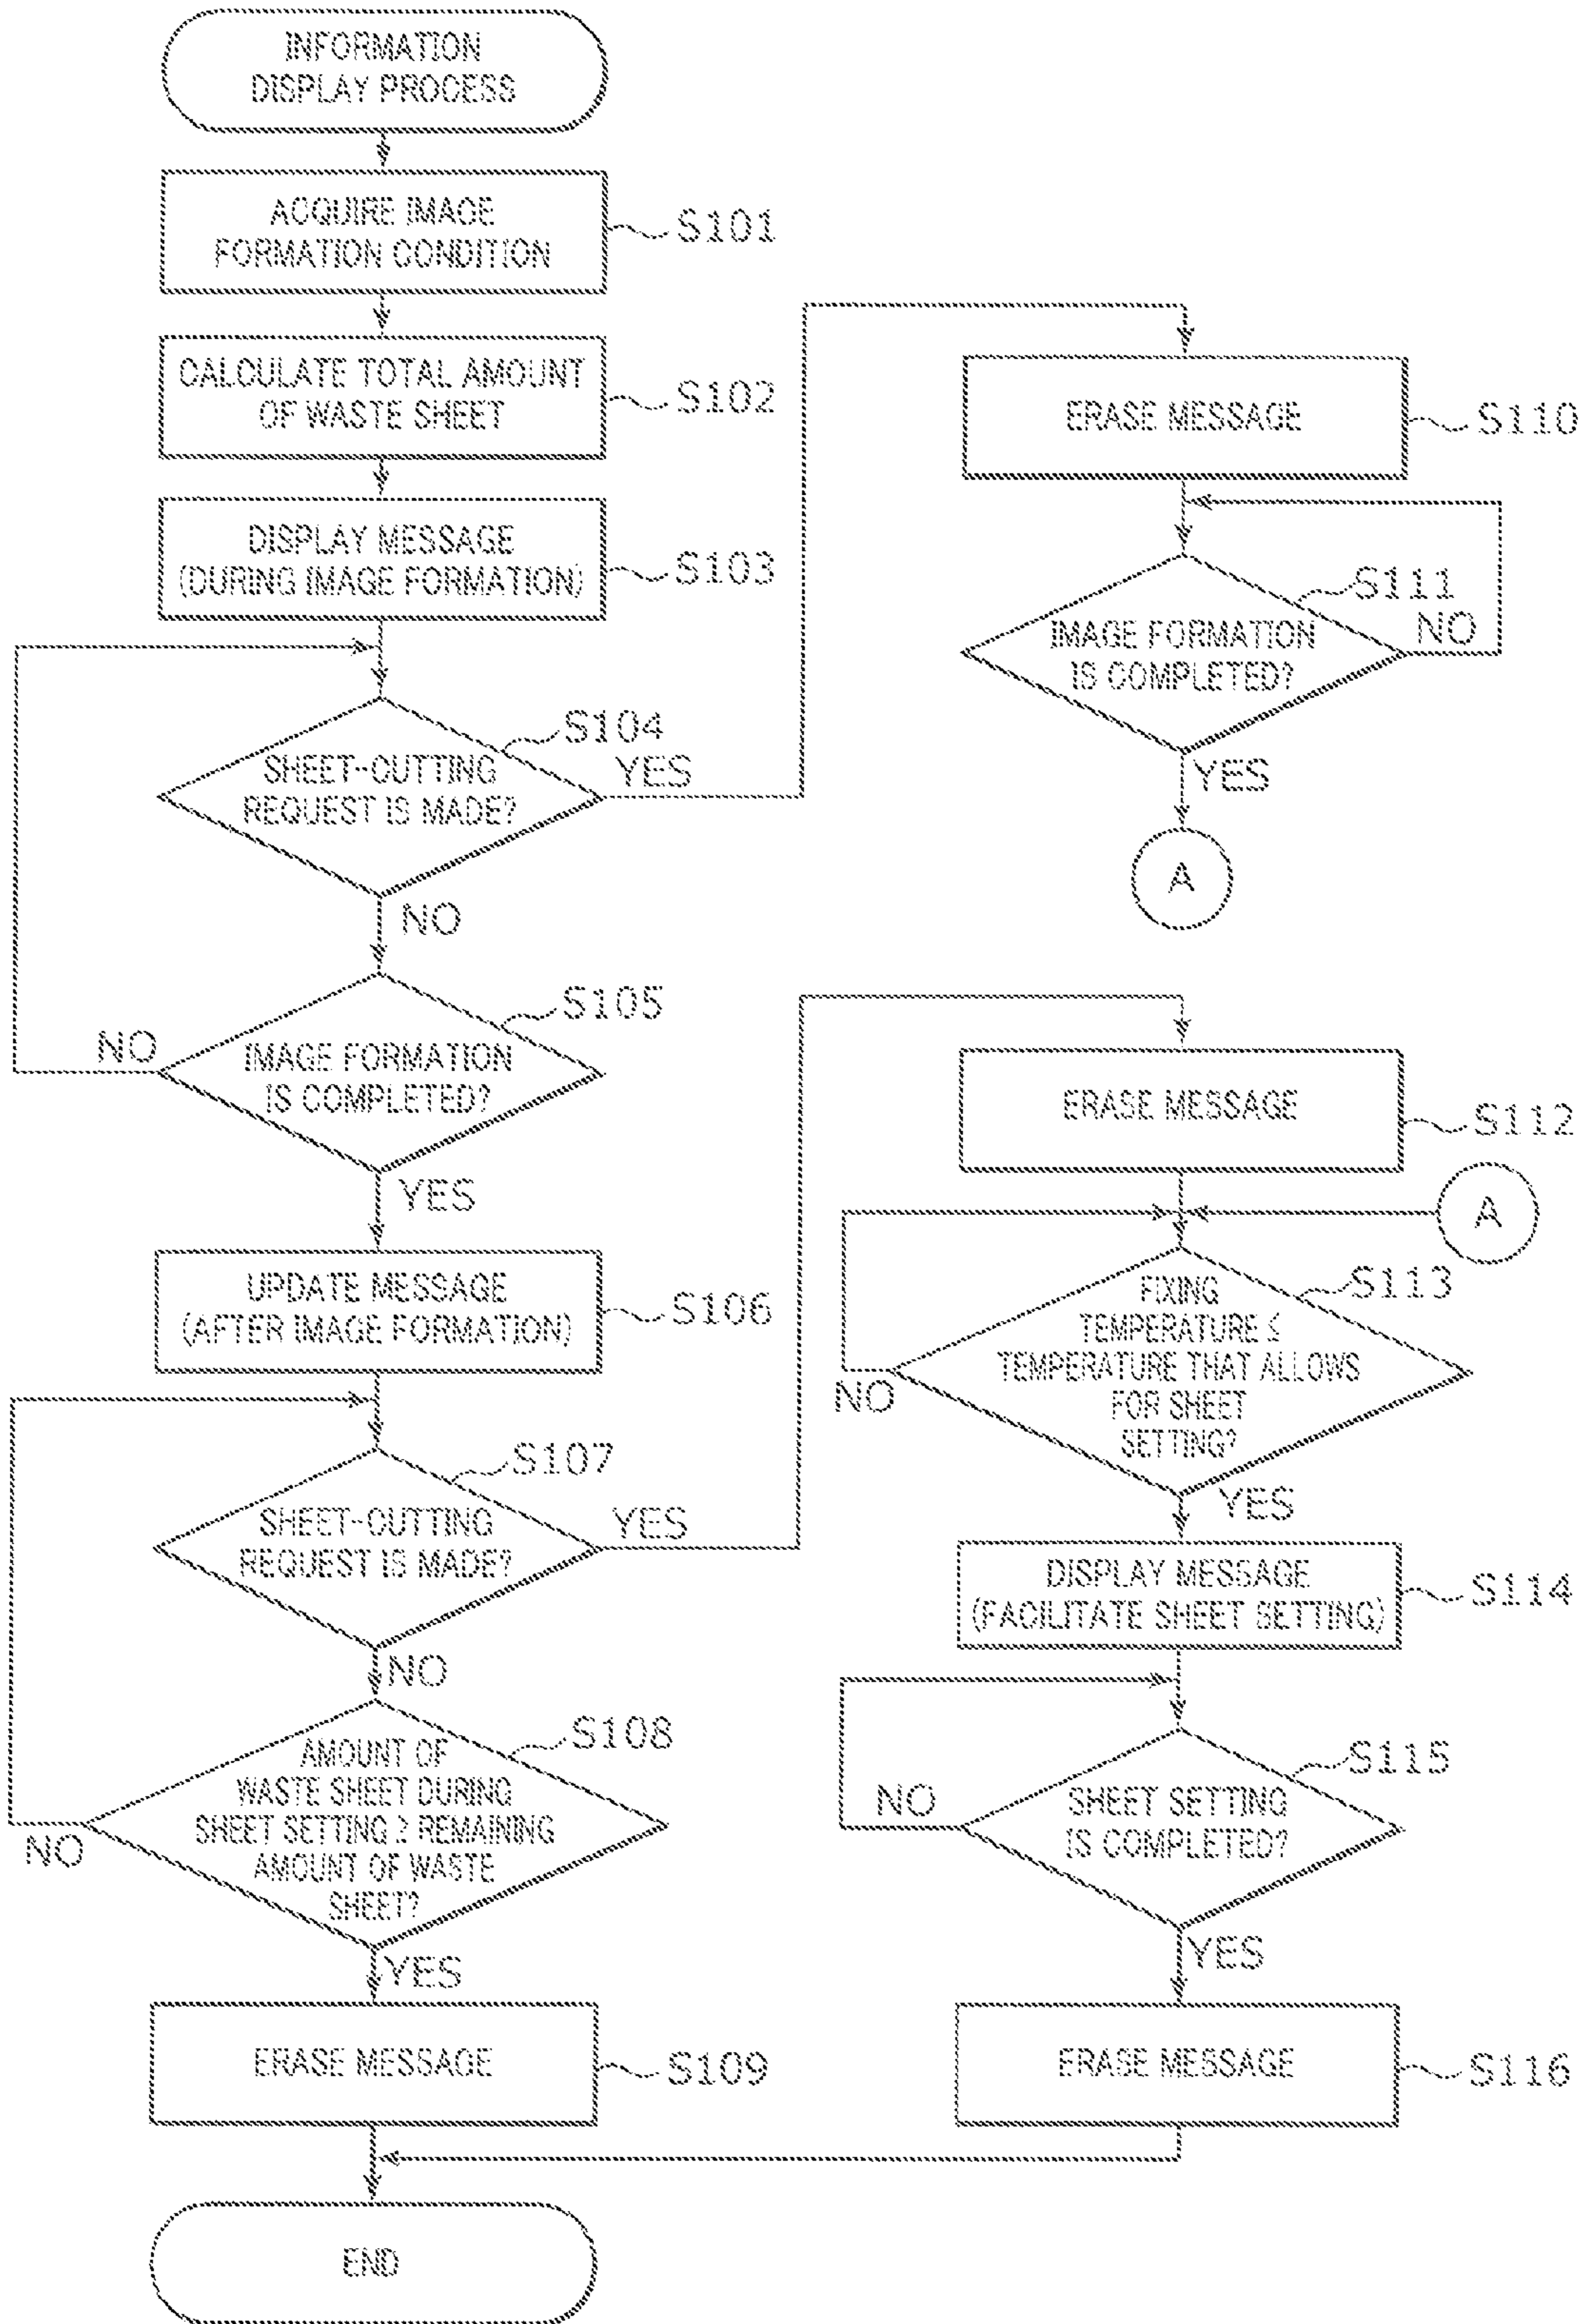 INFORMATION
DISPLAY PROCESS
ACQUIRE IMAGE
FORMATION CONDITION
S101
CALCULATE TOTAL AMOUNT
OF WASTE SHEET
S102
DISPLAY MESSAGE
(DURING IMAGE FORMATION)
S103
S104
SHEET-CUTTING
REQUEST IS MADE?
YES
NO
S105
IMAGE FORMATION
IS COMPLETED?
NO
YES
UPDATE MESSAGE
(AFTER IMAGE FORMATION)
S106
S107
SHEET-CUTTING
REQUEST IS MADE?
YES
NO
S108
AMOUNT OF
WASTE SHEET DURING
SHEET SETTING ≥ REMAINING
AMOUNT OF WASTE
SHEET?
NO
YES
ERASE MESSAGE
S109
END
ERASE MESSAGE
S110
S111
IMAGE FORMATION
IS COMPLETED?
NO
YES
A
ERASE MESSAGE
S112
A
S113
FIXING
TEMPERATURE ≤
TEMPERATURE THAT ALLOWS
FOR SHEET
SETTING?
NO
YES
DISPLAY MESSAGE
(FACILITATE SHEET SETTING)
S114
S115
SHEET SETTING
IS COMPLETED?
NO
YES
ERASE MESSAGE
S116